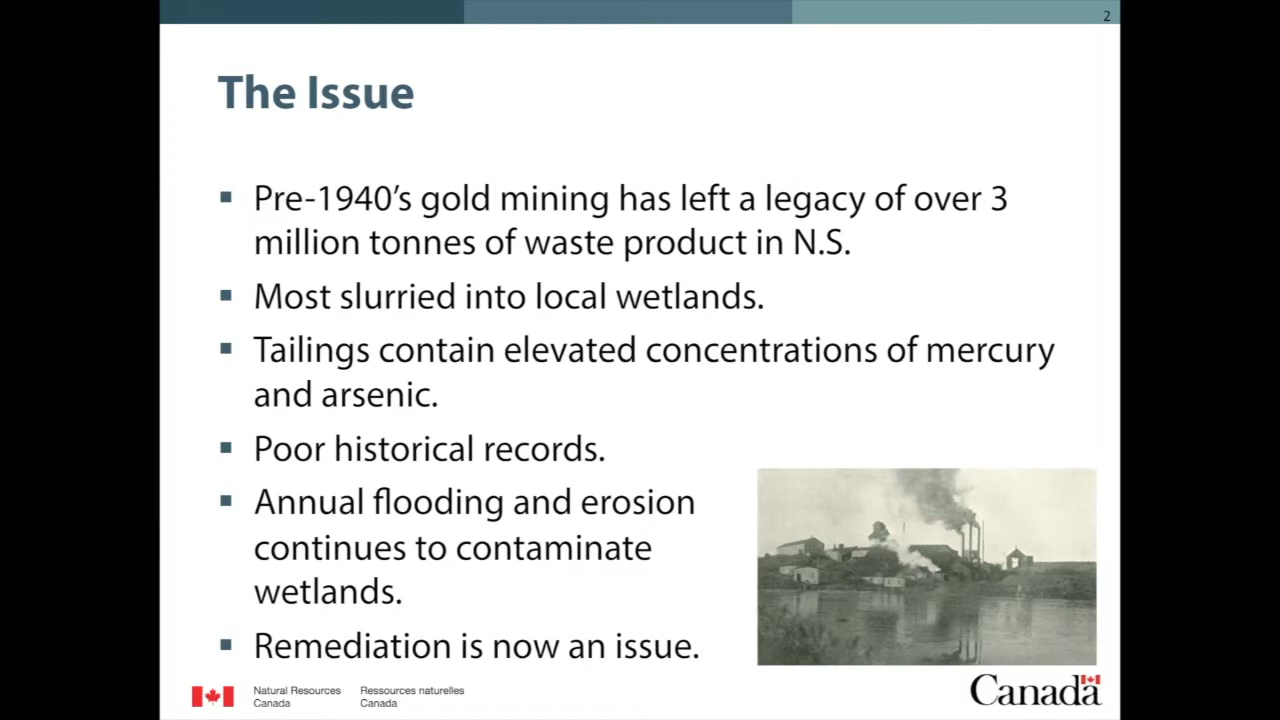 2
The Issue
Pre-1940’s gold mining has left a legacy of over 3
million tonnes of waste product in N.S.
Most slurried into local wetlands.
Tailings contain elevated concentrations of mercury
and arsenic.
Poor historical records.
Annual flooding and erosion
continues to contaminate
wetlands.
Remediation is now an issue.
Natural Resources
Canada
Ressources naturelles
Canada
Canada